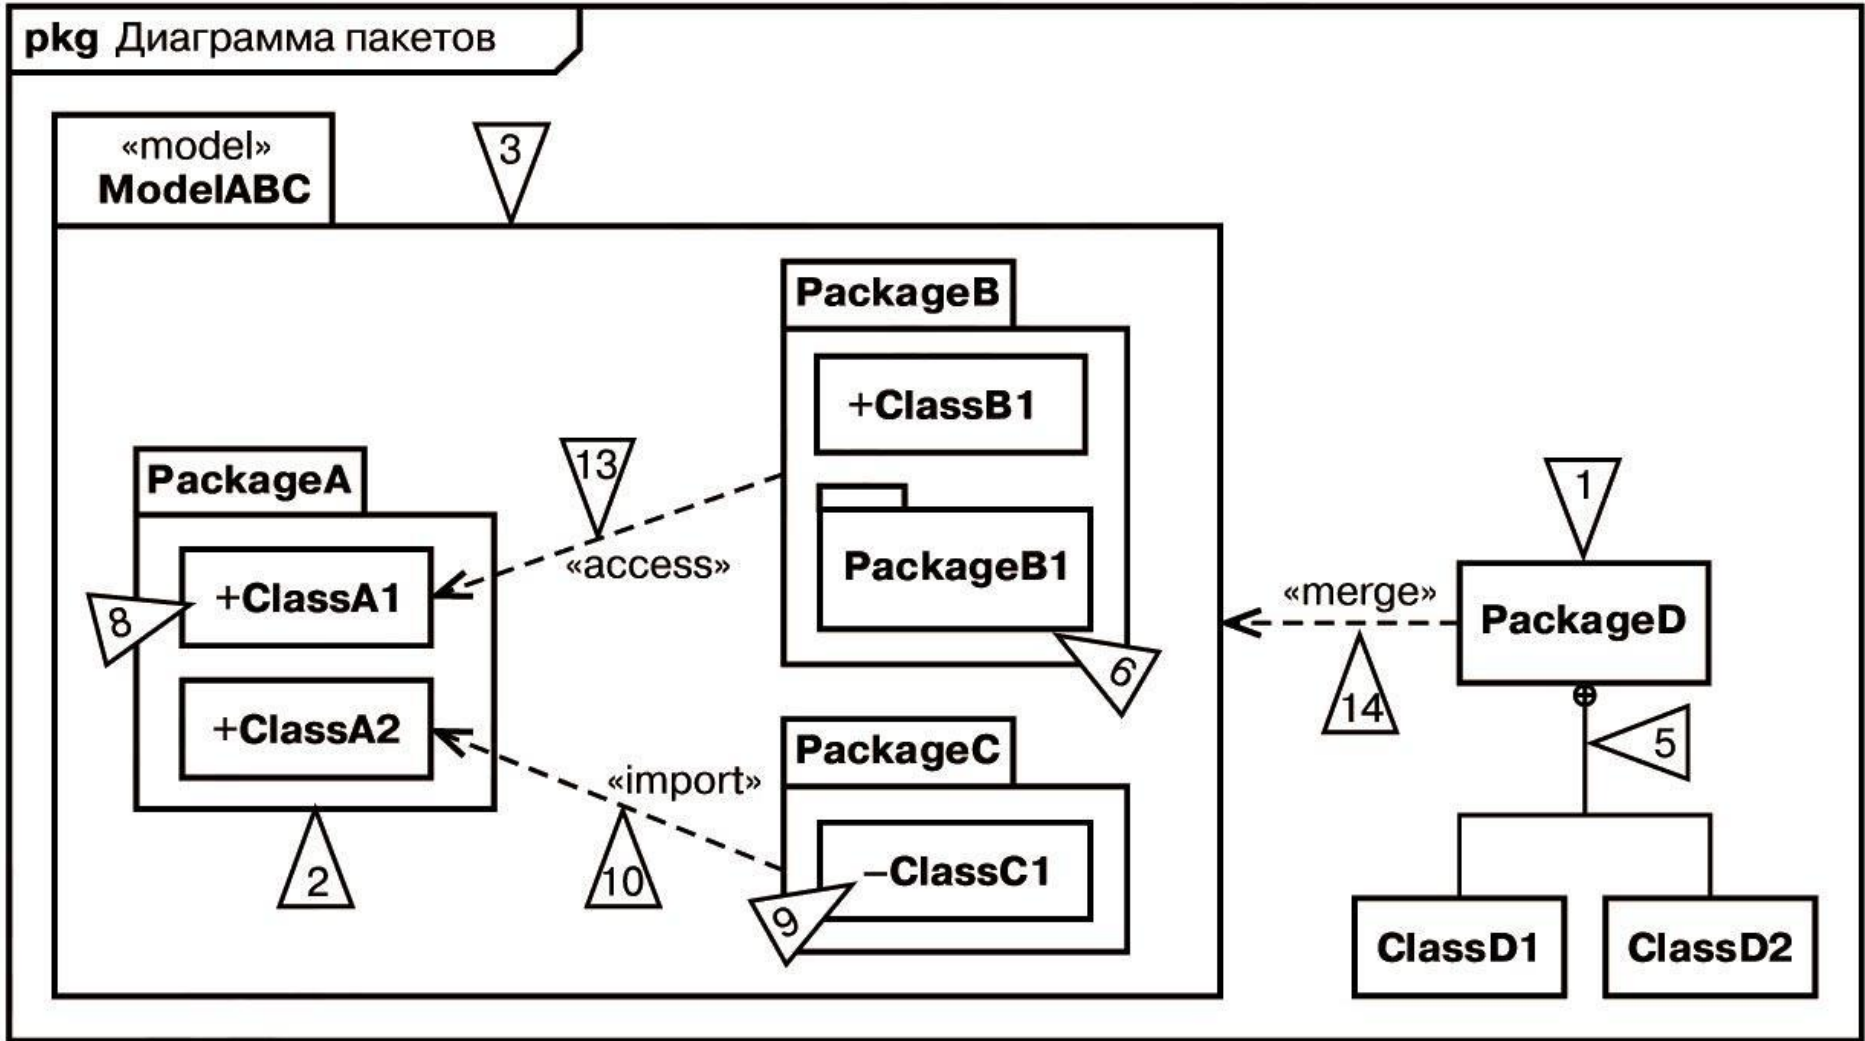 pkg Диаграмма пакетов
«model»
ModelABC
3
PackageB
+ClassB1
PackageB1
6
PackageA
13
«access»
+ClassA1
8
+ClassA2
2
«import»
10
PackageC
–ClassC1
9
1
«merge»
14
PackageD
5
ClassD1
ClassD2